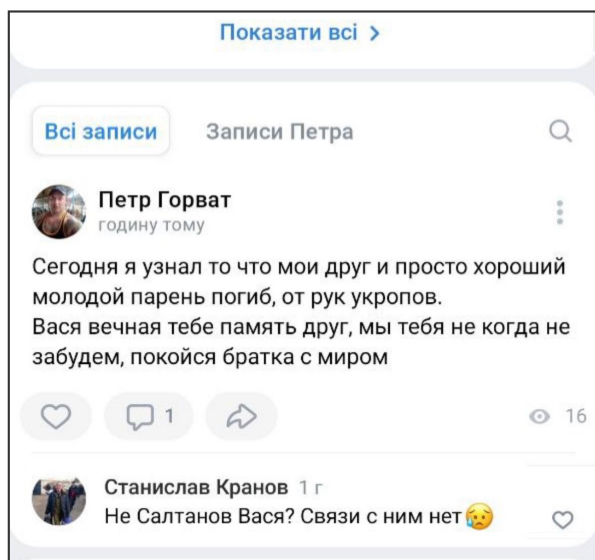 Показати всі >
Всі записи Записи Петра
Петр Горват
годину тому
Сегодня я узнал то что мои друг и просто хороший
молодой парень погиб, от рук укропов.
Вася вечная тебе память друг, мы тебя не когда не
забудем, покойся братка с миром
1 16
Станислав Кранов 1 г
Не Салтанов Вася? Связи с ним нет😥